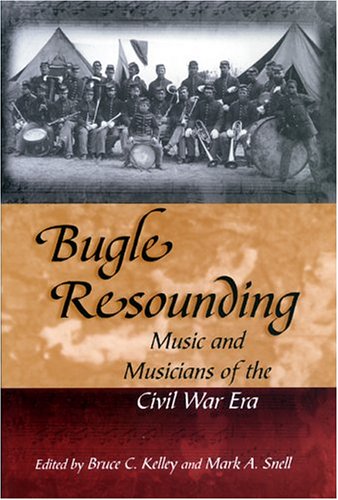 Bugle
Resounding
Music and
Musicians of the
Civil War Era
Edited by Bruce C. Kelley and Mark A. Snell